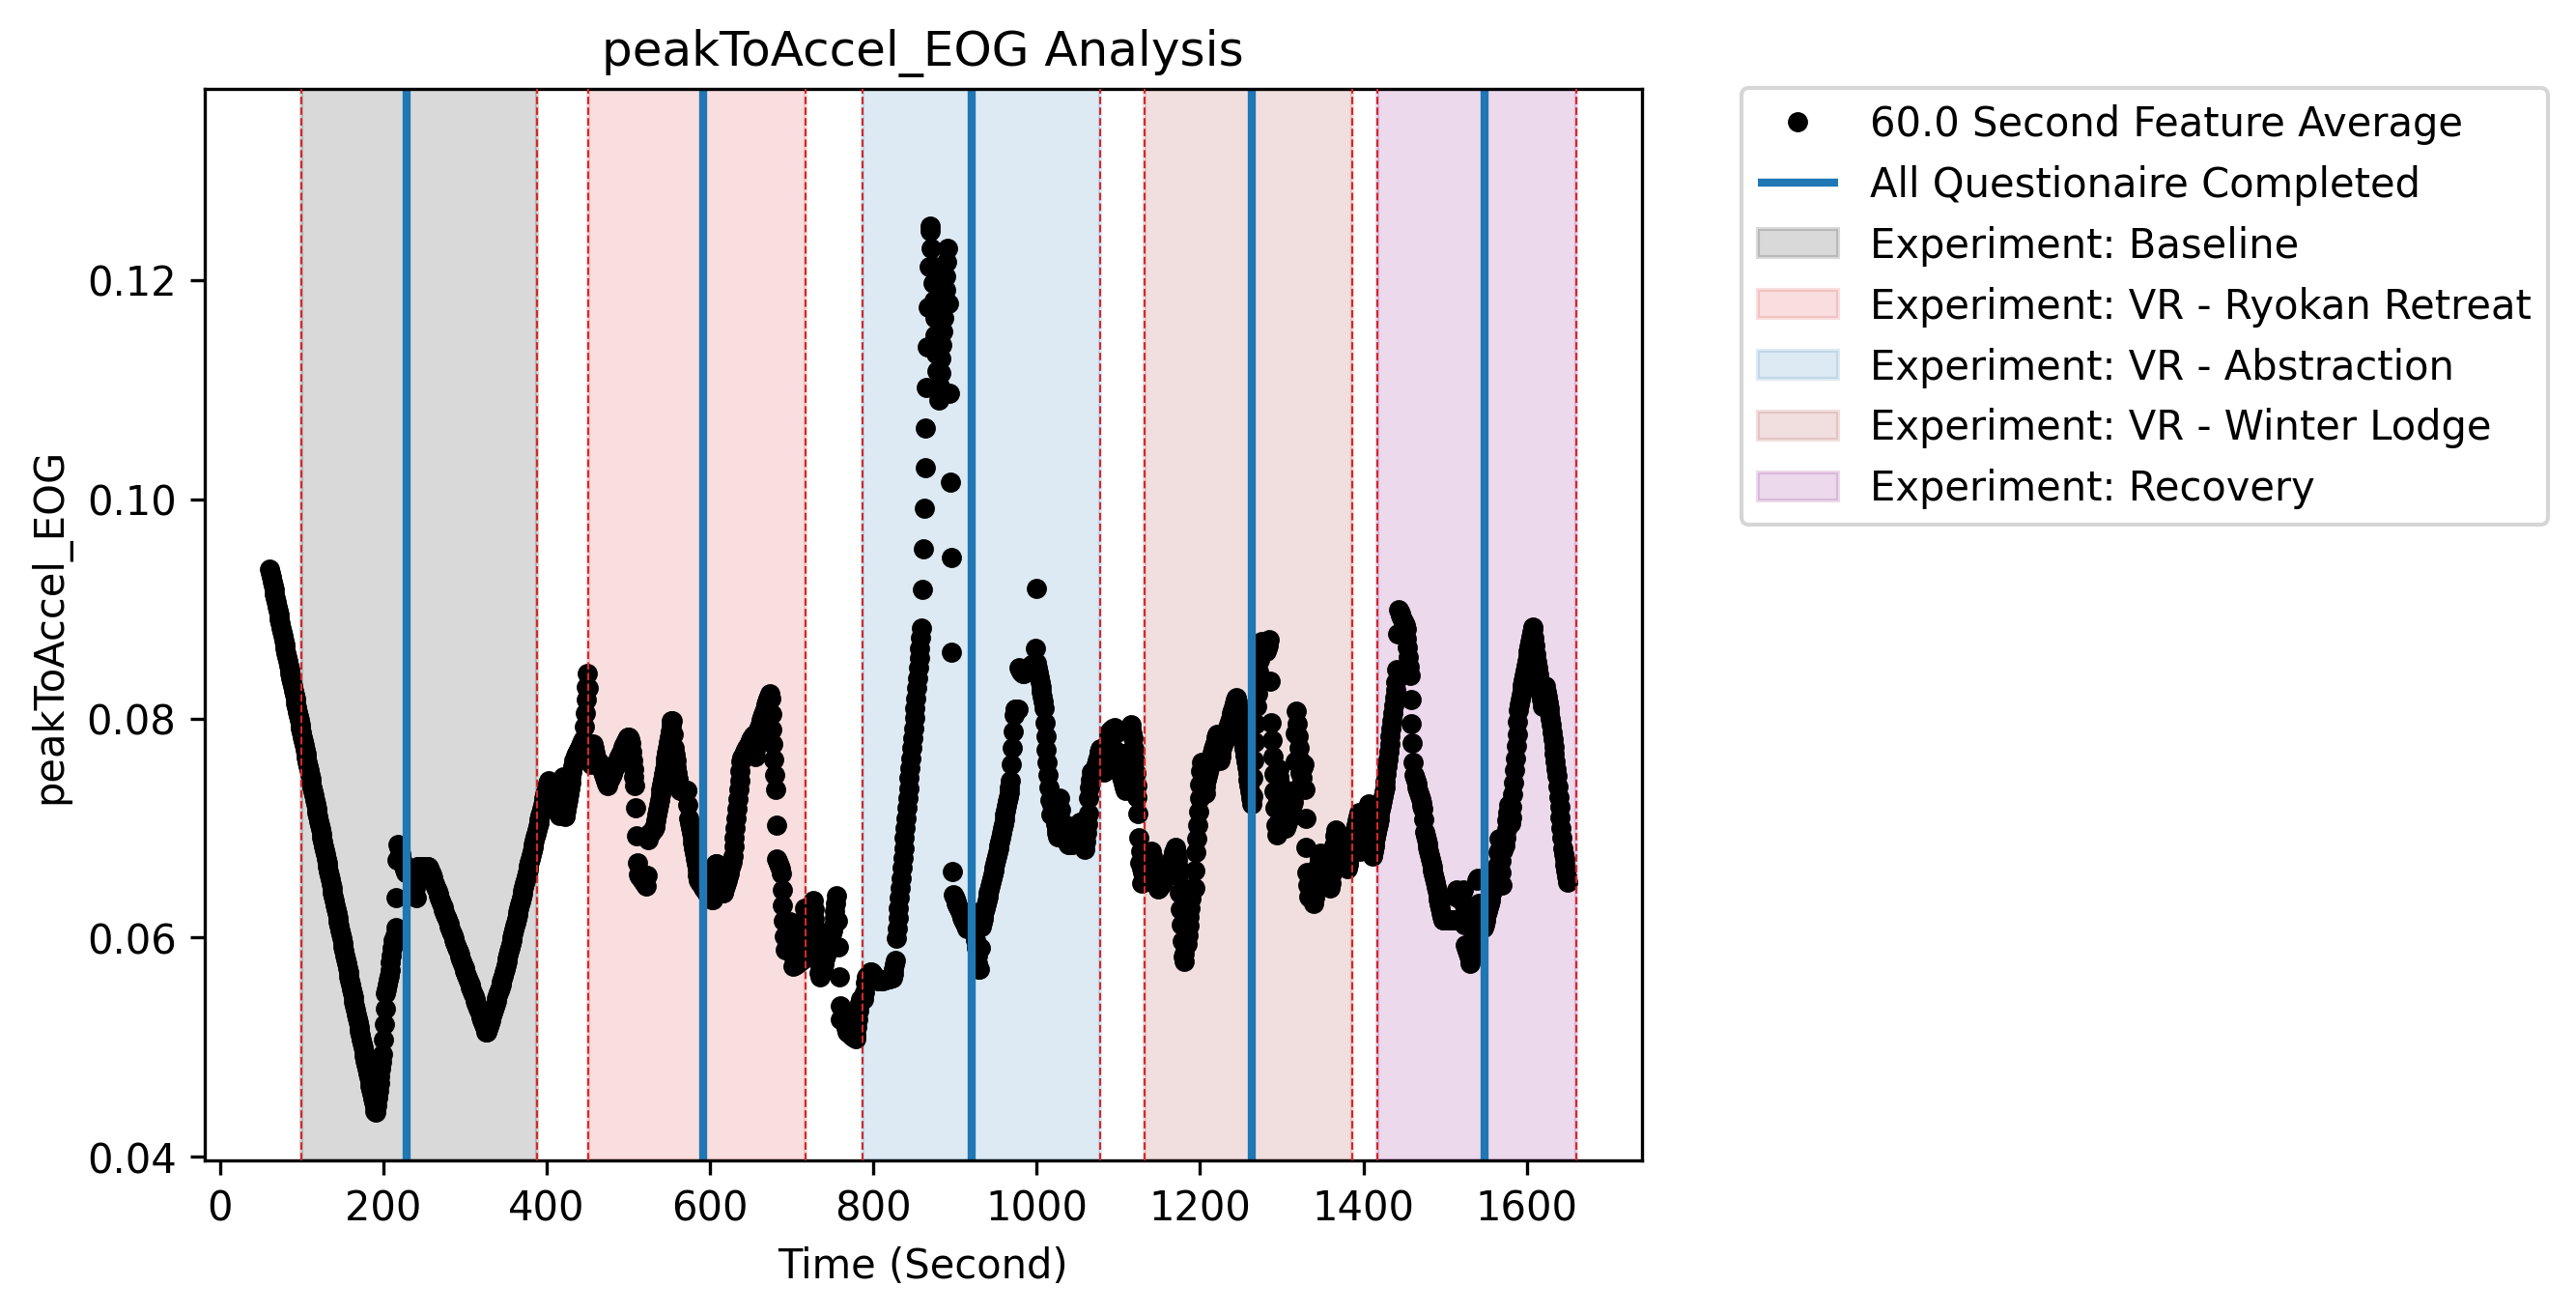 peakToAccel_EOG Analysis
60.0 Second Feature Average
All Questionaire Completed
Experiment: Baseline
Experiment: VR - Ryokan Retreat
Experiment: VR - Abstraction
Experiment: VR - Winter Lodge
Experiment: Recovery
peakToAccel_EOG
0.12
0.10
0.08
0.06
0.04
0 200 400 600 800 1000 1200 1400 1600
Time (Second)